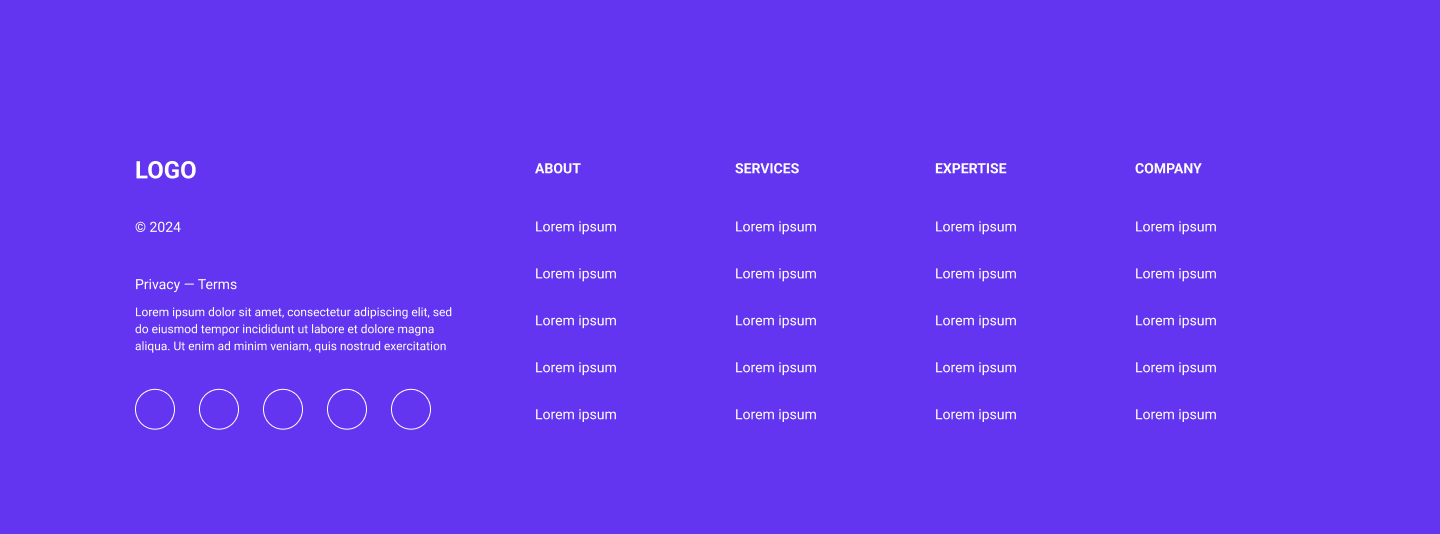 LOGO
© 2024
Privacy — Terms
Lorem ipsum dolor sit amet, consectetur adipiscing elit, sed
do eiusmod tempor incididunt ut labore et dolore magna
aliqua. Ut enim ad minim veniam, quis nostrud exercitation
ABOUT
Lorem ipsum
Lorem ipsum
Lorem ipsum
Lorem ipsum
Lorem ipsum
SERVICES
Lorem ipsum
Lorem ipsum
Lorem ipsum
Lorem ipsum
Lorem ipsum
EXPERTISE
Lorem ipsum
Lorem ipsum
Lorem ipsum
Lorem ipsum
Lorem ipsum
COMPANY
Lorem ipsum
Lorem ipsum
Lorem ipsum
Lorem ipsum
Lorem ipsum